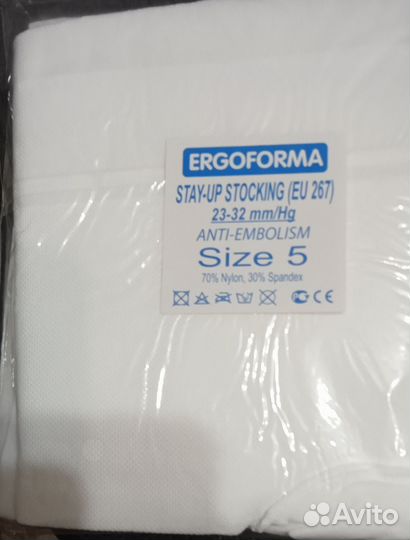 ERGOFORMA
STAY-UP STOCKING (EU 267)
23-32 mm/Hg
ANTI-EMBOLISM
Size 5
70% Nylon, 30% Spandex
CE
Avito